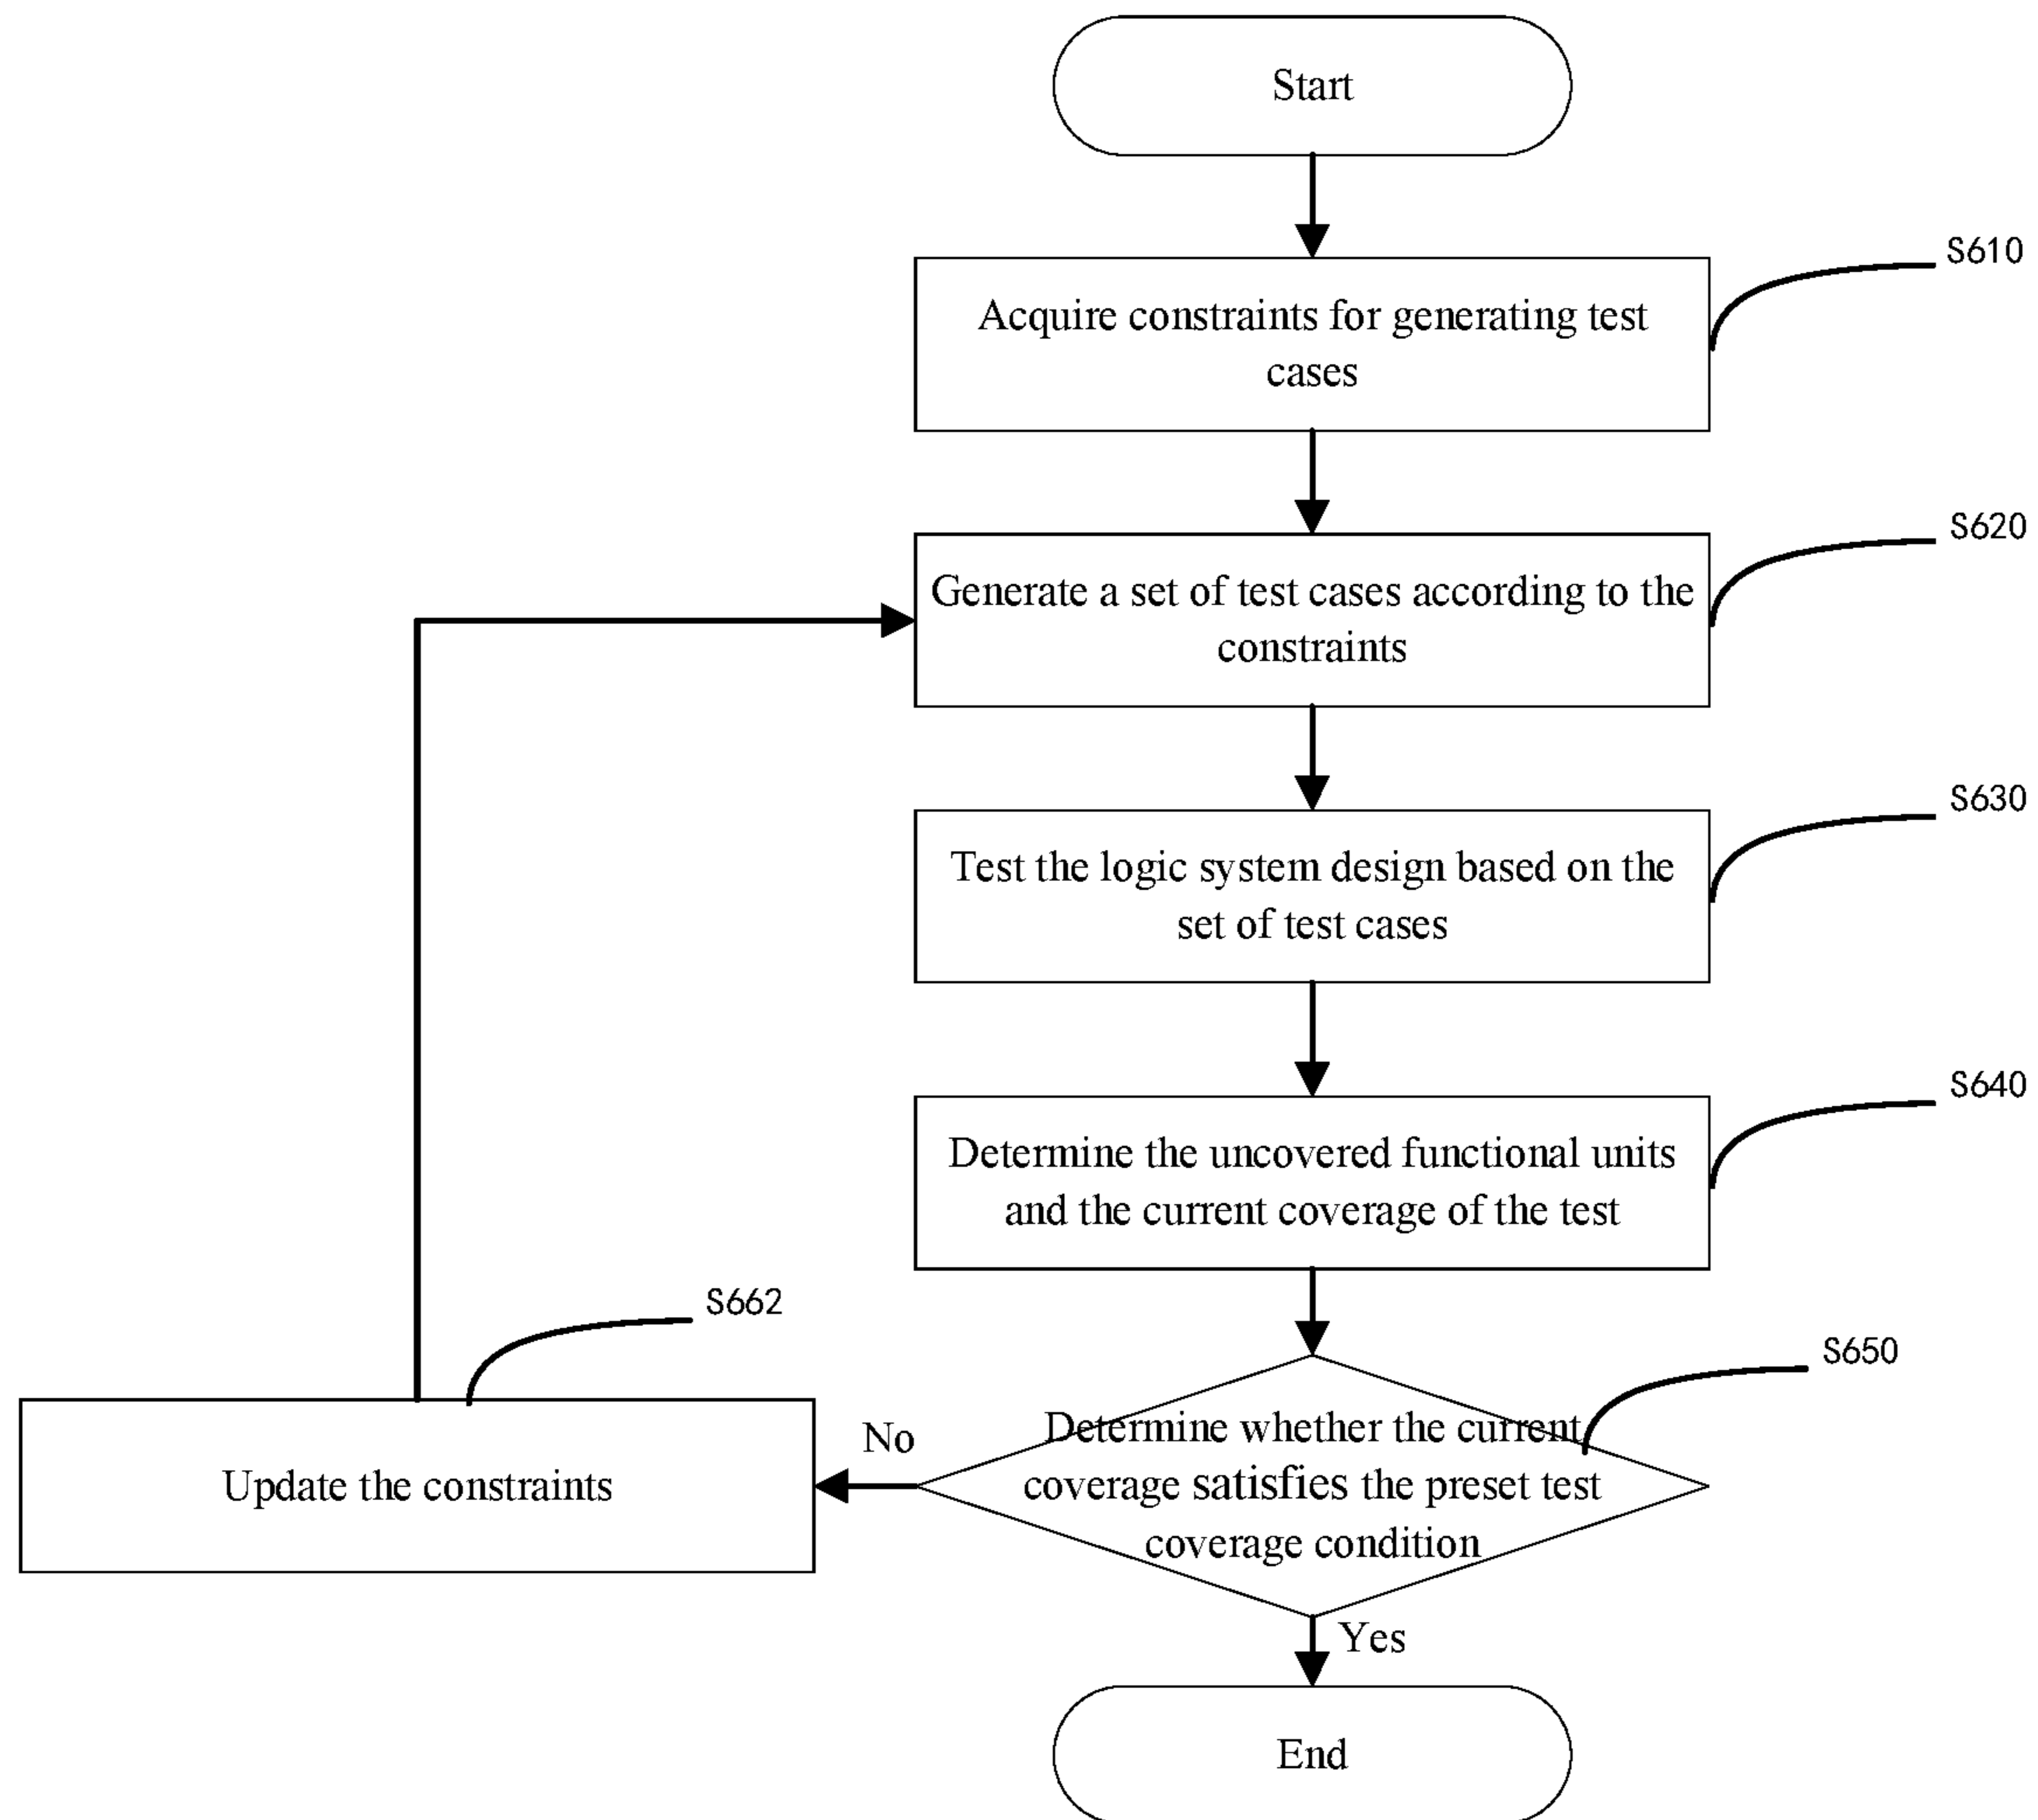 Start
S610
Acquire constraints for generating test
cases
S620
Generate a set of test cases according to the
constraints
S630
Test the logic system design based on the
set of test cases
S640
Determine the uncovered functional units
and the current coverage of the test
S662
S650
Update the constraints
No
Determine whether the current
coverage satisfies the preset test
coverage condition
Yes
End